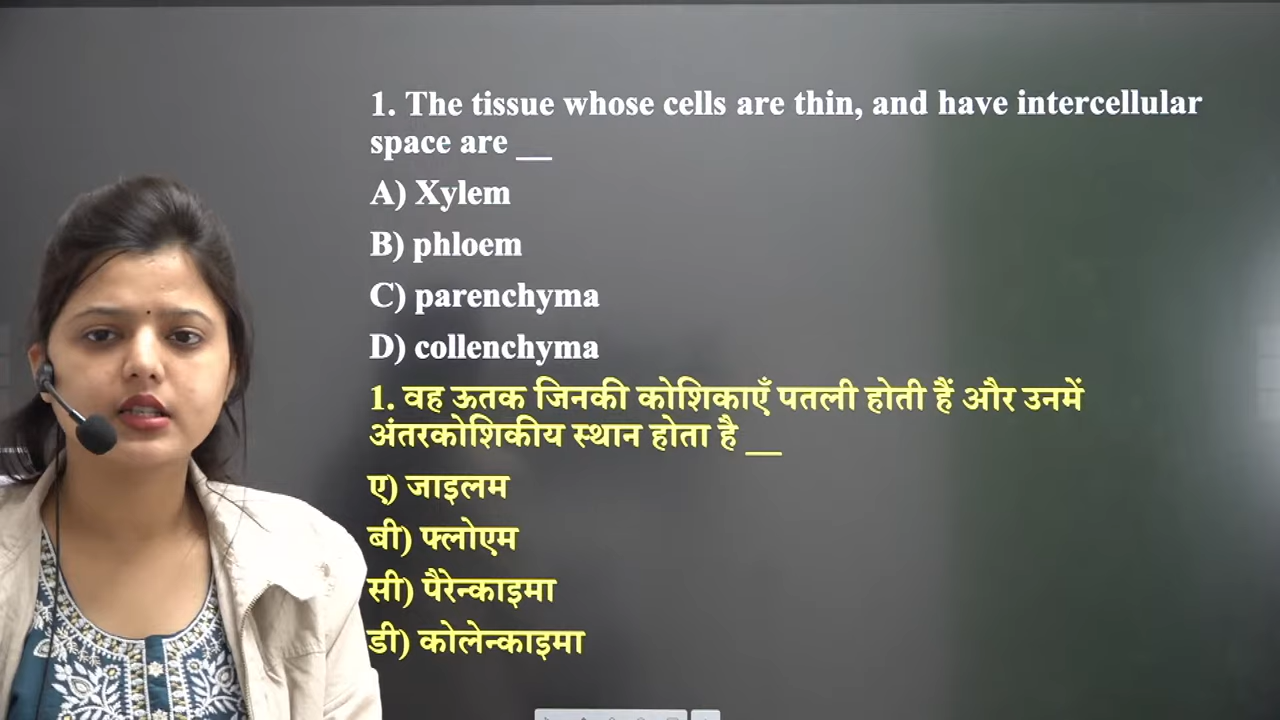 1. The tissue whose cells are thin, and have intercellular
space are __
A) Xylem
B) phloem
C) parenchyma
D) collenchyma
1. वह ऊतक जिनकी कोशिकाएँ पतली होती हैं और उनमें
अंतरकोशिकीय स्थान होता है __
ए) जाइलम
बी) फ्लोएम
सी) पैरेन्काइमा
डी) कोलेन्काइमा